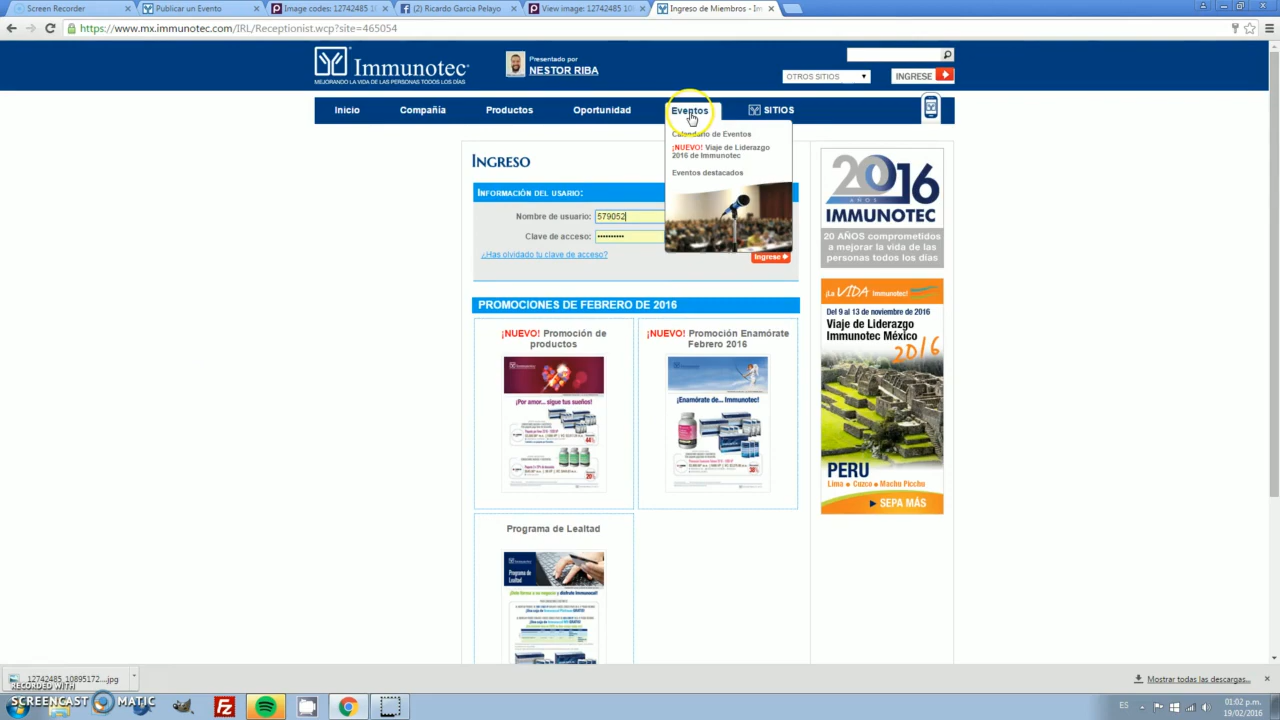 Screen Recorder
Publicar un Evento
Image codes: 12742485 1
(2) Ricardo Garcia Pelayo
View image: 12742485 10
Ingreso de Miembros - Im
https://www.mx.immunotec.com/IRL/Receptionist.wcp?site=465054
Immunotec
MEJORANDO LA VIDA DE LAS PERSONAS TODOS LOS DÍAS
Presentado por
NESTOR RIBA
OTROS SITIOS
INGRESE
Inicio
Compañía
Productos
Oportunidad
Eventos
SITIOS
Calendario de Eventos
¡NUEVO! Viaje de Liderazgo
2016 de Immunotec
Eventos destacados
INGRESO
INFORMACIÓN DEL USARIO:
Nombre de usuario: 579052
Clave de acceso: ••••••••••
¿Has olvidado tu clave de acceso?
Ingrese
PROMOCIONES DE FEBRERO DE 2016
¡NUEVO! Promoción de
productos
¡Por amor... sigue tus sueños!
¡NUEVO! Promoción Enamórate
Febrero 2016
¡Enamórate de... Immunotec!
Programa de Lealtad
Programa de
Lealtad
2016
AÑOS
IMMUNOTEC
20 AÑOS comprometidos
a mejorar la vida de las
personas todos los días
¡La VIDA Immunotec!
Del 9 al 13 de noviembre de 2016
Viaje de Liderazgo
Immunotec México
2016
PERU
Lima • Cuzco • Machu Picchu
SEPA MÁS
12742485_10895172....jpg
Mostrar todas las descargas...
RECORDED WITH
SCREENCAST MATIC
ES
01:02 p.m.
19/02/2016